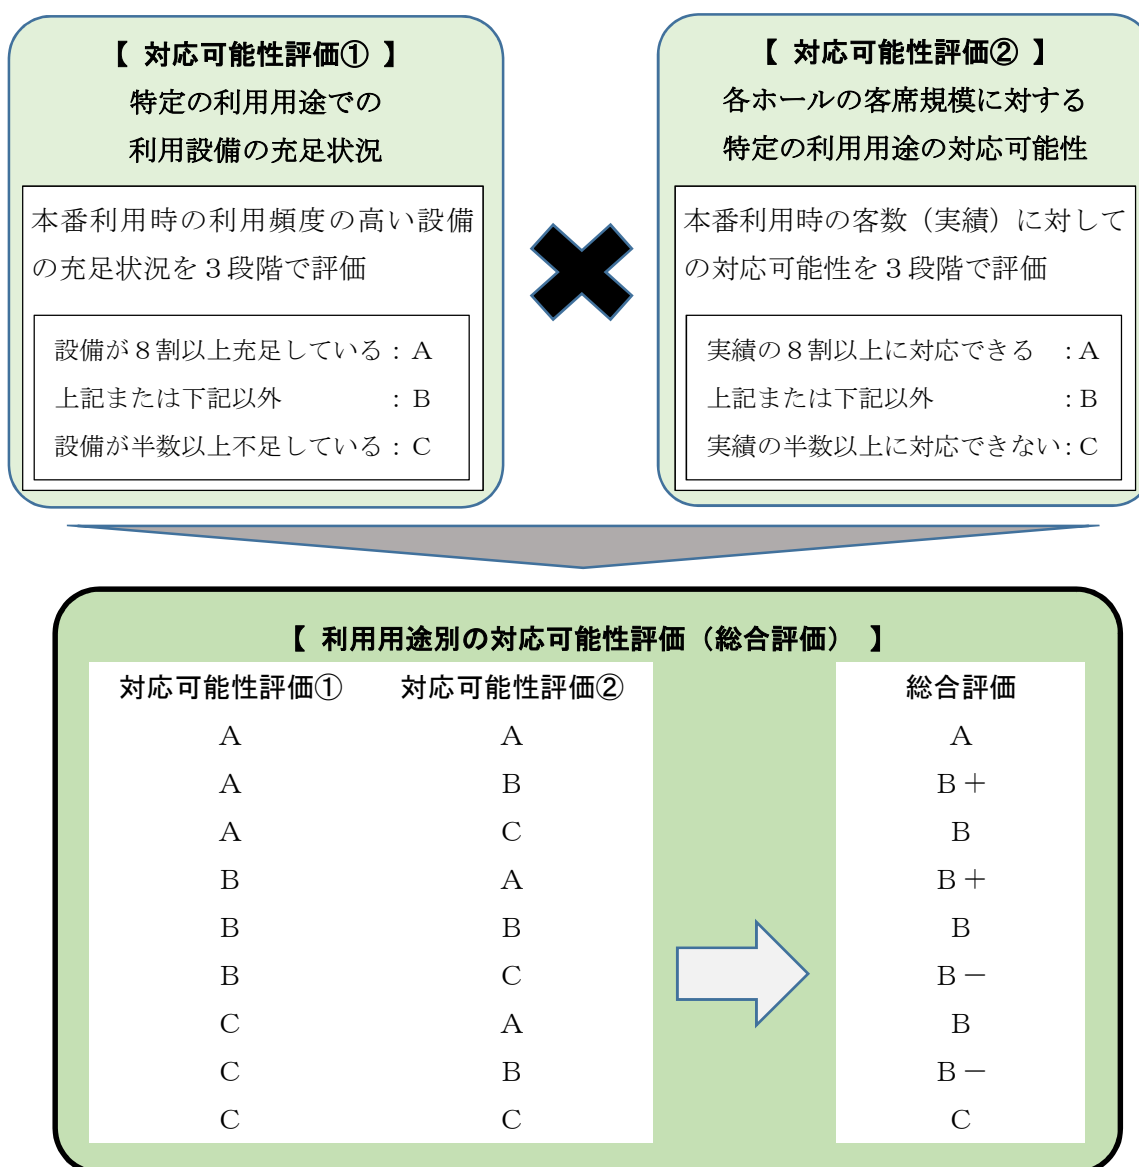 【 対応可能性評価① 】
特定の利用用途での
利用設備の充足状況
本番利用時の利用頻度の高い設備
の充足状況を３段階で評価
設備が８割以上充足している：A
上記または下記以外　　　　：B
設備が半数以上不足している：C
【 対応可能性評価② 】
各ホールの客席規模に対する
特定の利用用途の対応可能性
本番利用時の客数（実績）に対して
の対応可能性を３段階で評価
実績の８割以上に対応できる　：A
上記または下記以外　　　　　：B
実績の半数以上に対応できない：C
【 利用用途別の対応可能性評価（総合評価） 】
対応可能性評価①　対応可能性評価②　総合評価
A　A　A
A　B　B＋
A　C　B
B　A　B＋
B　B　B
B　C　B－
C　A　B
C　B　B－
C　C　C